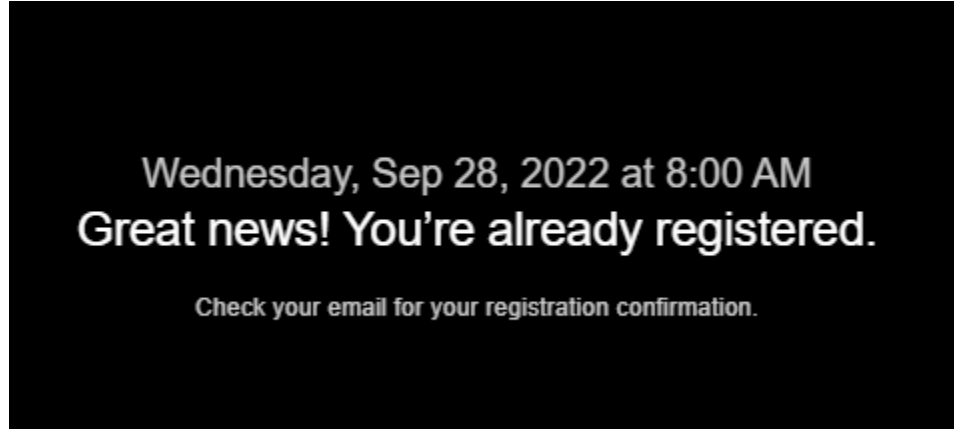 Wednesday, Sep 28, 2022 at 8:00 AM
Great news! You’re already registered.
Check your email for your registration confirmation.